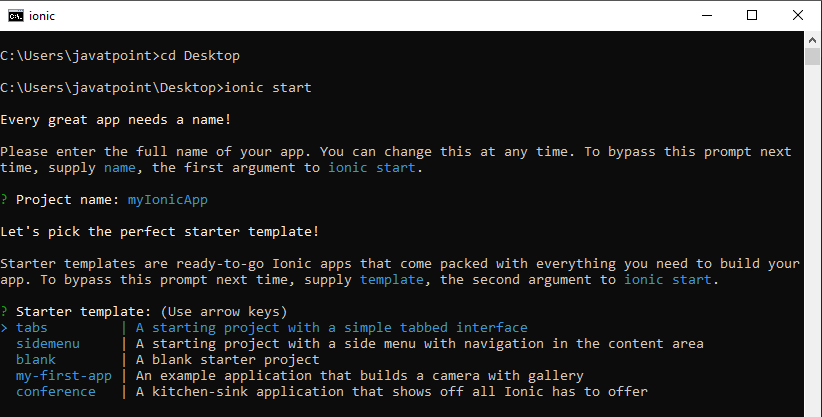 ionic
C:\Users\javatpoint>cd Desktop
C:\Users\javatpoint\Desktop>ionic start
Every great app needs a name!
Please enter the full name of your app. You can change this at any time. To bypass this prompt next
time, supply name, the first argument to ionic start.
? Project name: myIonicApp
Let's pick the perfect starter template!
Starter templates are ready-to-go Ionic apps that come packed with everything you need to build your
app. To bypass this prompt next time, supply template, the second argument to ionic start.
? Starter template: (Use arrow keys)
> tabs         | A starting project with a simple tabbed interface
  sidemenu     | A starting project with a side menu with navigation in the content area
  blank        | A blank starter project
  my-first-app | An example application that builds a camera with gallery
  conference   | A kitchen-sink application that shows off all Ionic has to offer